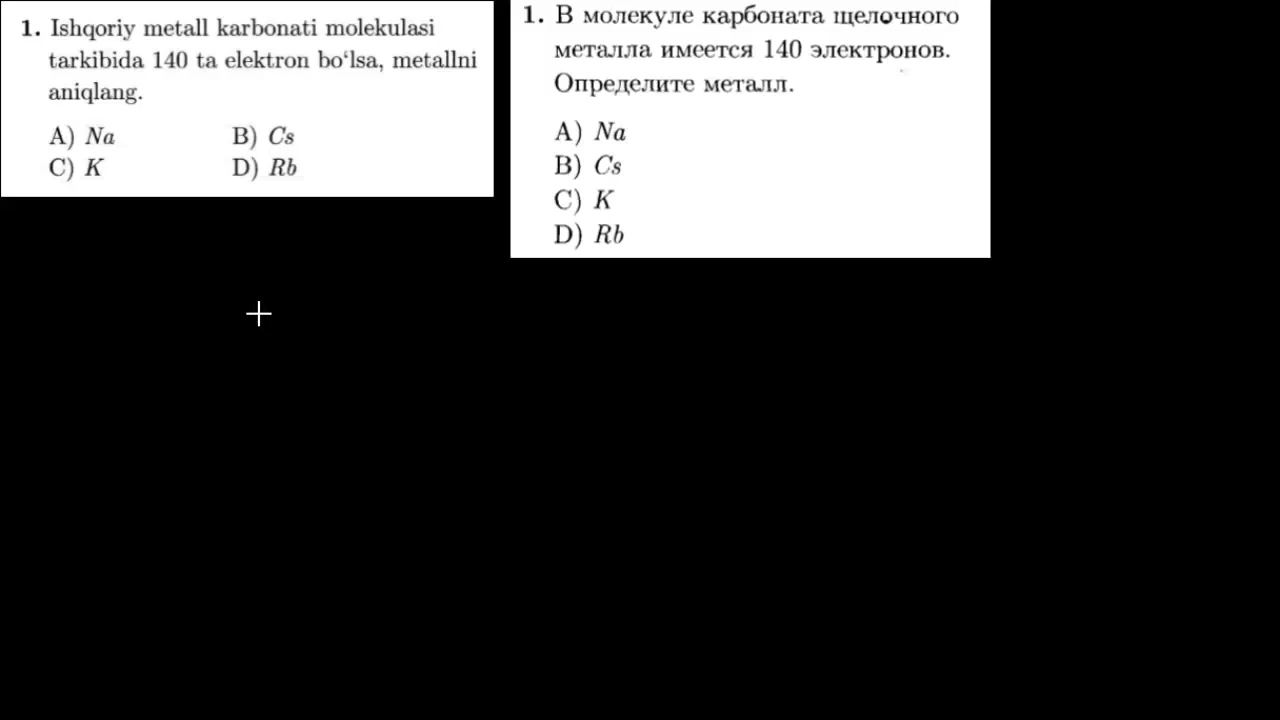 1. Ishqoriy metall karbonati molekulasi
tarkibida 140 ta elektron bo‘lsa, metallni
aniqlang.
A) Na B) Cs
C) K D) Rb
1. В молекуле карбоната щелочного
металла имеется 140 электронов.
Определите металл.
A) Na
B) Cs
C) K
D) Rb